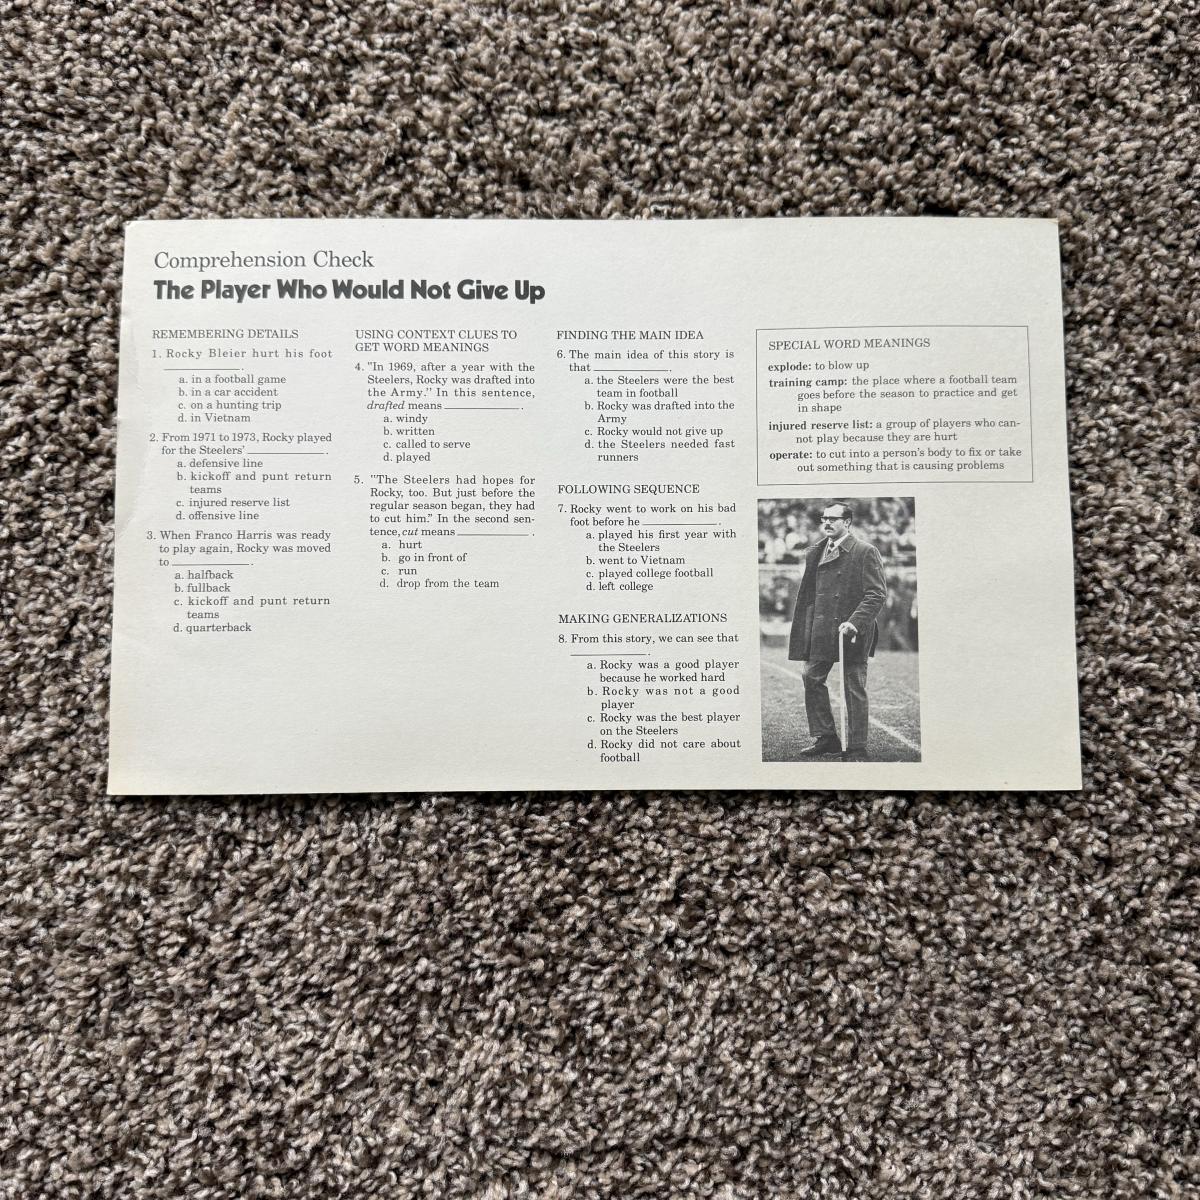 Comprehension Check
The Player Who Would Not Give Up
REMEMBERING DETAILS
1. Rocky Bleier hurt his foot
____________.
a. in a football game
b. in a car accident
c. on a hunting trip
d. in Vietnam
2. From 1971 to 1973, Rocky played
for the Steelers' ____________.
a. defensive line
b. kickoff and punt return
teams
c. injured reserve list
d. offensive line
3. When Franco Harris was ready
to play again, Rocky was moved
to ____________.
a. halfback
b. fullback
c. kickoff and punt return
teams
d. quarterback
USING CONTEXT CLUES TO
GET WORD MEANINGS
4. "In 1969, after a year with the
Steelers, Rocky was drafted into
the Army." In this sentence,
drafted means ____________.
a. windy
b. written
c. called to serve
d. played
5. "The Steelers had hopes for
Rocky, too. But just before the
regular season began, they had
to cut him." In the second sen-
tence, cut means ____________.
a. hurt
b. go in front of
c. run
d. drop from the team
FINDING THE MAIN IDEA
6. The main idea of this story is
that ____________.
a. the Steelers were the best
team in football
b. Rocky was drafted into the
Army
c. Rocky would not give up
d. the Steelers needed fast
runners
FOLLOWING SEQUENCE
7. Rocky went to work on his bad
foot before he ____________.
a. played his first year with
the Steelers
b. went to Vietnam
c. played college football
d. left college
MAKING GENERALIZATIONS
8. From this story, we can see that
____________.
a. Rocky was a good player
because he worked hard
b. Rocky was not a good
player
c. Rocky was the best player
on the Steelers
d. Rocky did not care about
football
SPECIAL WORD MEANINGS
explode: to blow up
training camp: the place where a football team
goes before the season to practice and get
in shape
injured reserve list: a group of players who can-
not play because they are hurt
operate: to cut into a person's body to fix or take
out something that is causing problems